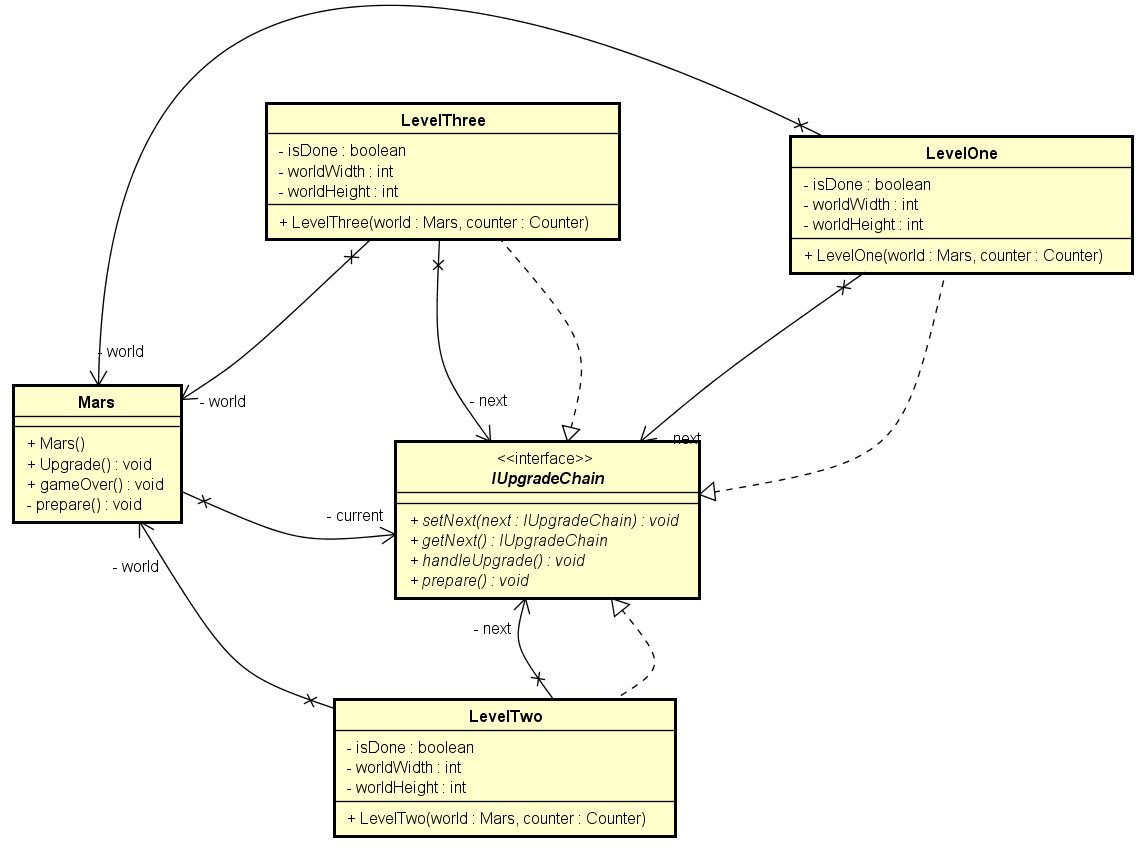 LevelThree
- isDone : boolean
- worldWidth : int
- worldHeight : int
+ LevelThree(world : Mars, counter : Counter)
LevelOne
- isDone : boolean
- worldWidth : int
- worldHeight : int
+ LevelOne(world : Mars, counter : Counter)
- world
- world
- next
next
Mars
+ Mars()
+ Upgrade() : void
+ gameOver() : void
- prepare() : void
<<interface>>
IUpgradeChain
+ setNext(next : IUpgradeChain) : void
+ getNext() : IUpgradeChain
+ handleUpgrade() : void
+ prepare() : void
- current
- world
- next
LevelTwo
- isDone : boolean
- worldWidth : int
- worldHeight : int
+ LevelTwo(world : Mars, counter : Counter)